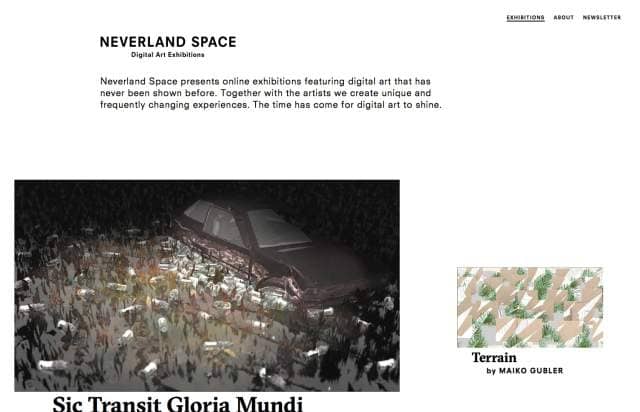 EXHIBITIONS ABOUT NEWSLETTER
NEVERLAND SPACE
Digital Art Exhibitions
Neverland Space presents online exhibitions featuring digital art that has
never been shown before. Together with the artists we create unique and
frequently changing experiences. The time has come for digital art to shine.
Terrain
by MAIKO GUBLER
Sic Transit Gloria Mundi